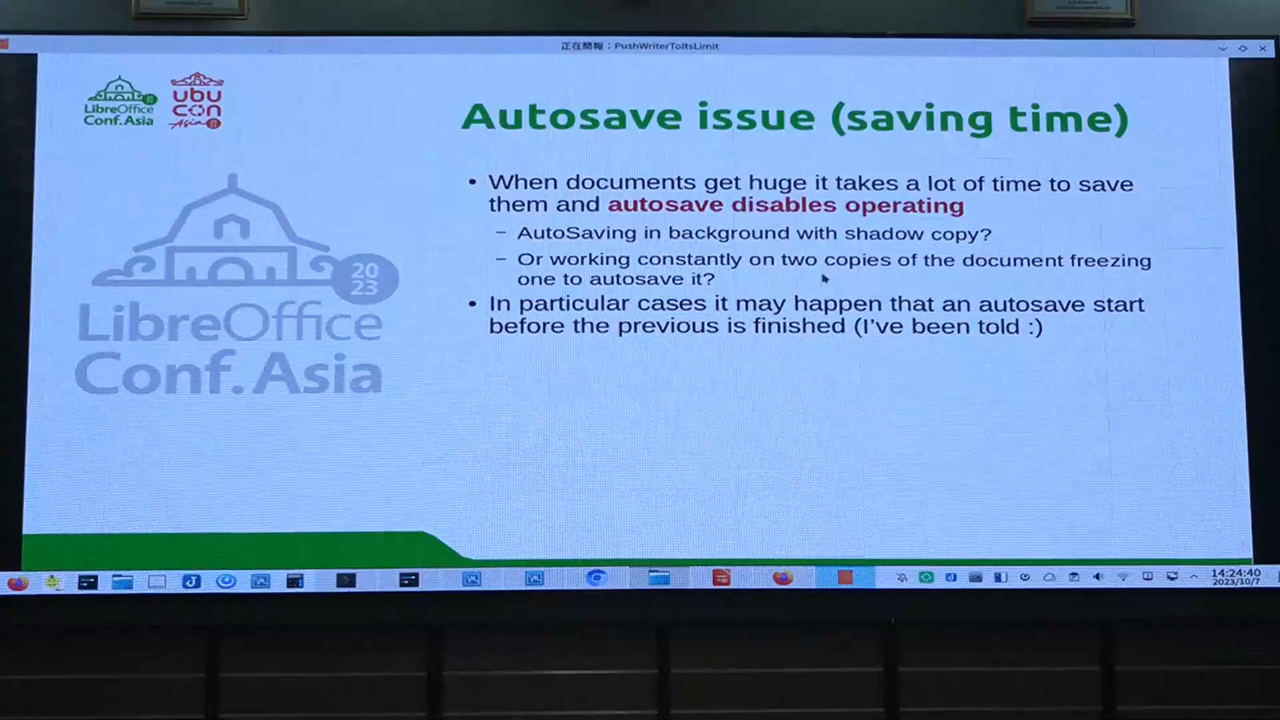 正在簡報：PushWriterToItsLimit
LibreOffice
Conf.Asia
ubu
con
Asia
Autosave issue (saving time)
• When documents get huge it takes a lot of time to save
them and autosave disables operating
– AutoSaving in background with shadow copy?
– Or working constantly on two copies of the document freezing
one to autosave it?
• In particular cases it may happen that an autosave start
before the previous is finished (I've been told :)
20
23
LibreOffice
Conf.Asia
14:24:40
2023/10/7